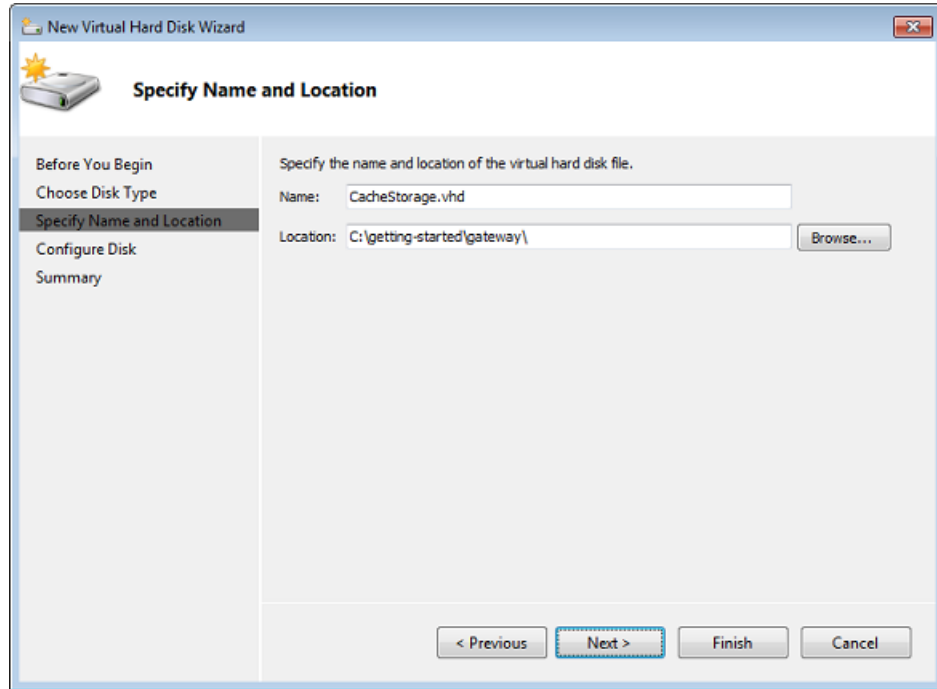 New Virtual Hard Disk Wizard
Specify Name and Location
Before You Begin
Choose Disk Type
Specify Name and Location
Configure Disk
Summary
Specify the name and location of the virtual hard disk file.
Name: CacheStorage.vhd
Location: C:\getting-started\gateway\ Browse...
< Previous Next > Finish Cancel